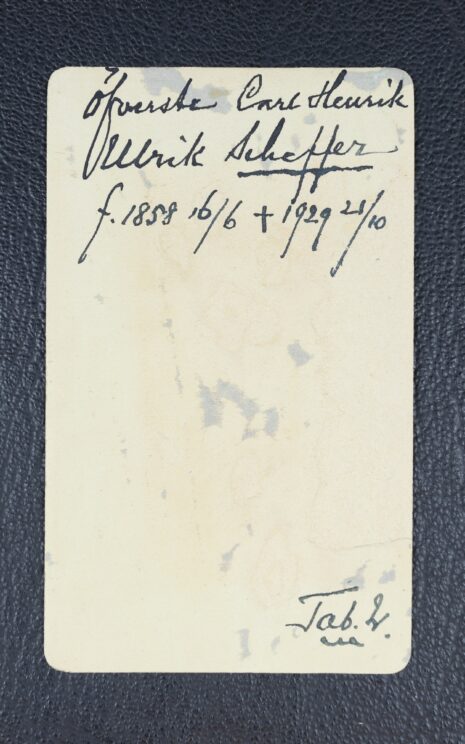 Öfverste Carl Henrik
Ulrik Scheffer
f. 1858 16/6 + 1929 21/10
Tab. 2.